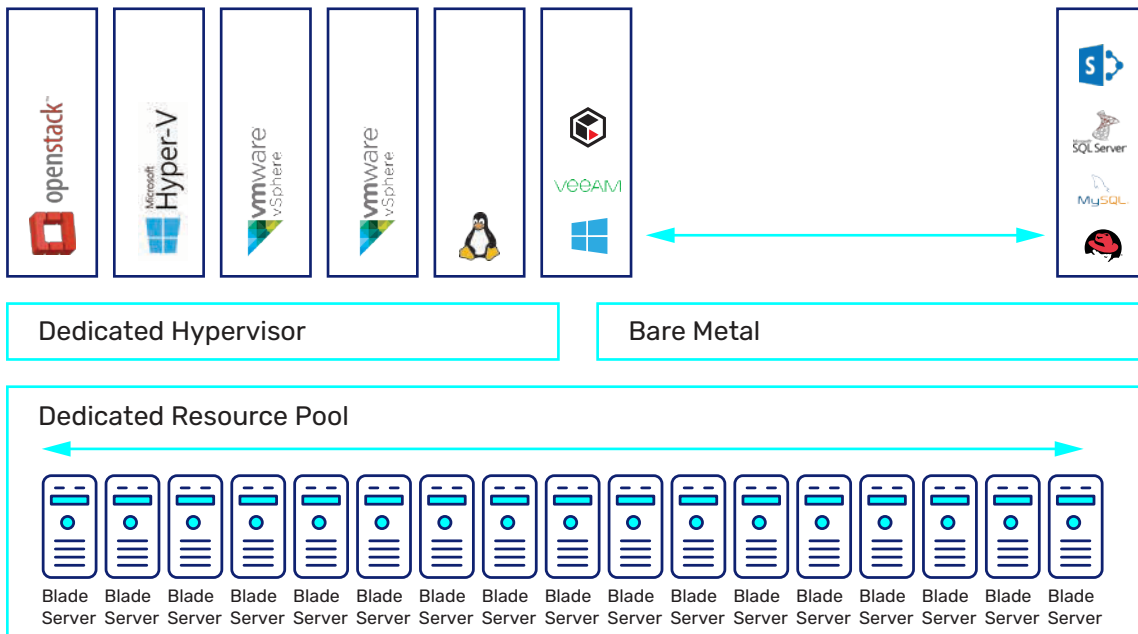 openstack™
Microsoft
Hyper-V
vmware
vSphere
vmware
vSphere
veeAM
S
Microsoft
SQL Server
MySQL
Dedicated Hypervisor
Bare Metal
Dedicated Resource Pool
Blade Blade Blade Blade Blade Blade Blade Blade Blade Blade Blade Blade Blade Blade Blade Blade Blade
Server Server Server Server Server Server Server Server Server Server Server Server Server Server Server Server Server